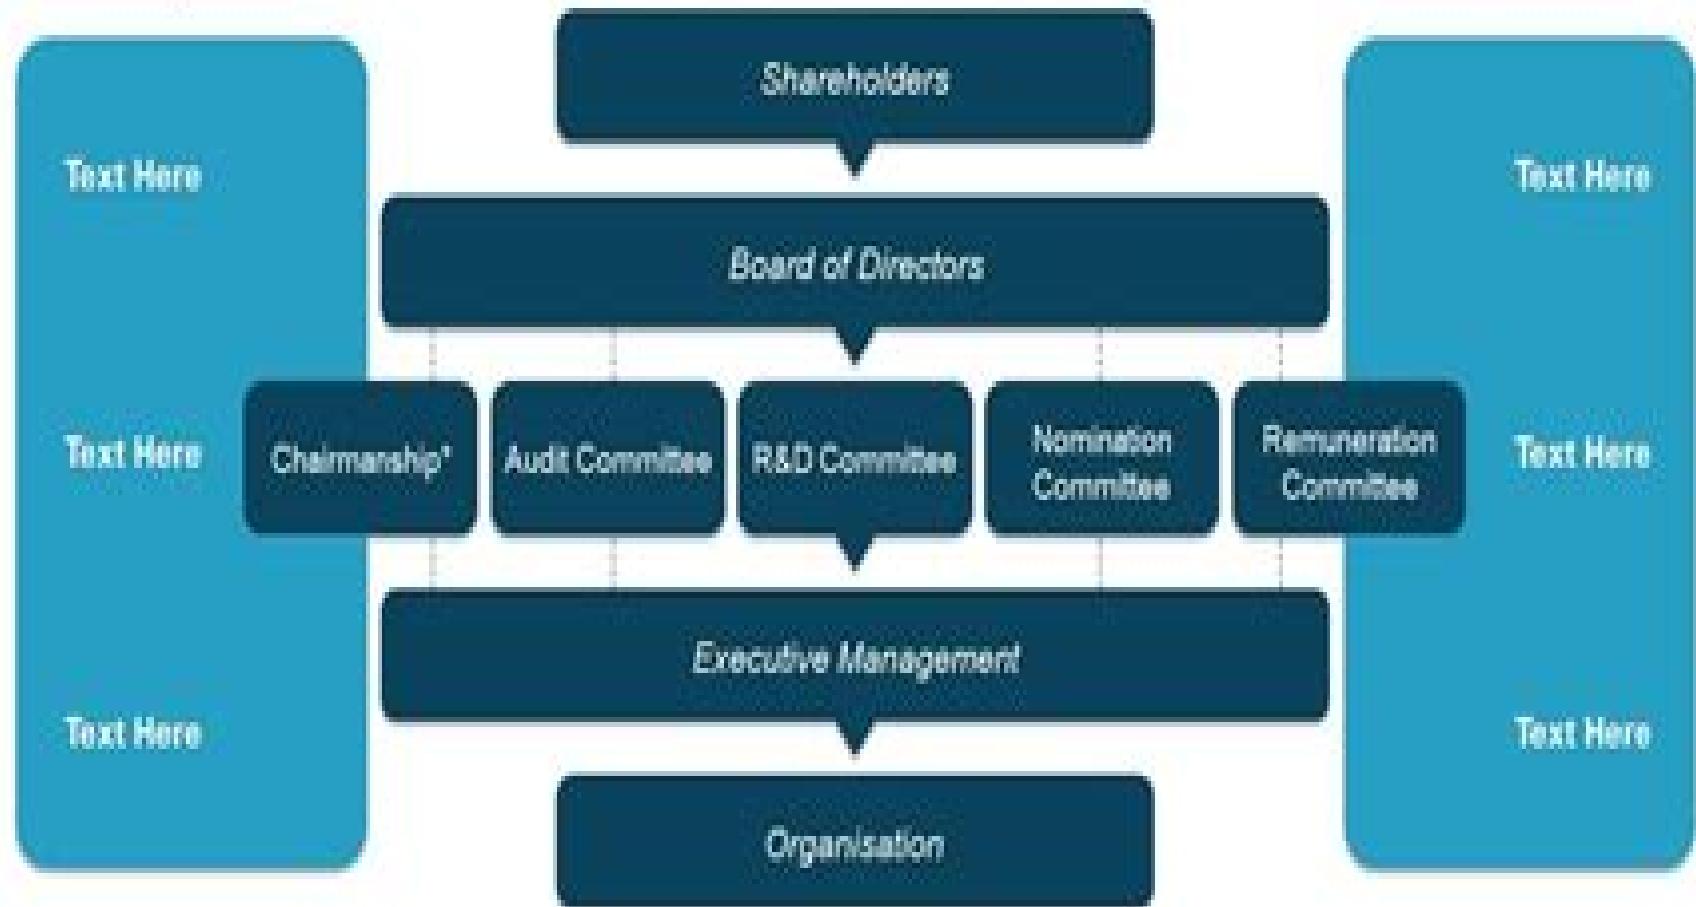 Shareholders
Text Here
Text Here
Board of Directors
Text Here
Chairmanship*
Audit Committee
R&D Committee
Nomination
Committee
Remuneration
Committee
Text Here
Executive Management
Text Here
Text Here
Organisation